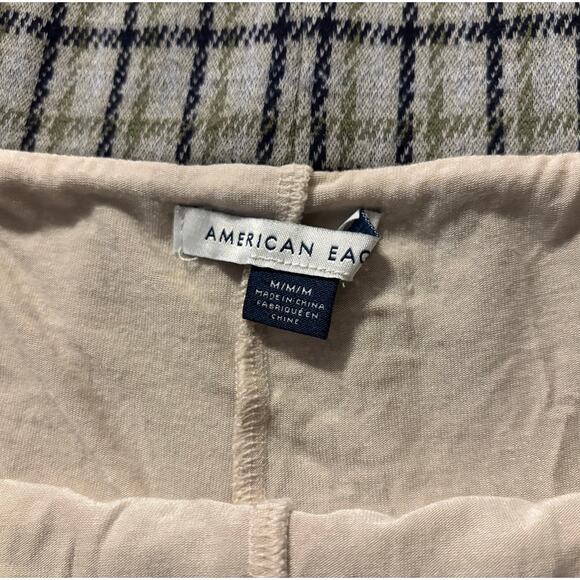 AMERICAN EAG
M/M/M
MADE IN CHINA
FABRIQUÉ EN
CHINE